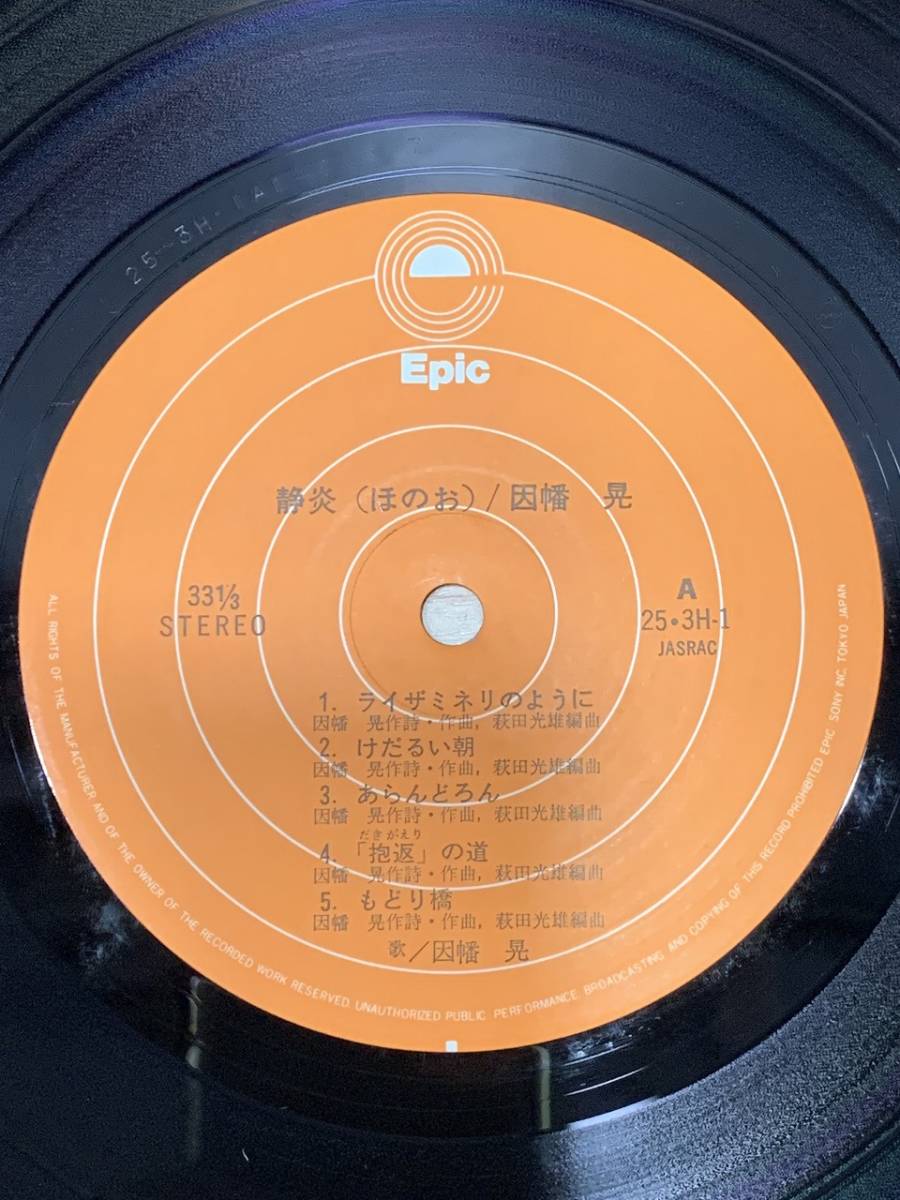 Epic
静炎(ほのお)/因幡 晃
33⅓
STEREO
A
25・3H-1
JASRAC
1. ライザミネリのように
因幡 晃作詩・作曲, 萩田光雄編曲
2. けだるい朝
因幡 晃作詩・作曲, 萩田光雄編曲
3. あらんどろん
因幡 晃作詩・作曲, 萩田光雄編曲
だきがえり
4. 「抱返」の道
因幡 晃作詩・作曲, 萩田光雄編曲
5. もどり橋
因幡 晃作詩・作曲, 萩田光雄編曲
歌/因幡 晃
ALL RIGHTS OF THE MANUFACTURER AND OF THE OWNER OF THE RECORDED WORK RESERVED. UNAUTHORIZED PUBLIC PERFORMANCE. BROADCASTING AND COPYING OF THIS RECORD PROHIBITED EPIC SONY INC. TOKYO JAPAN